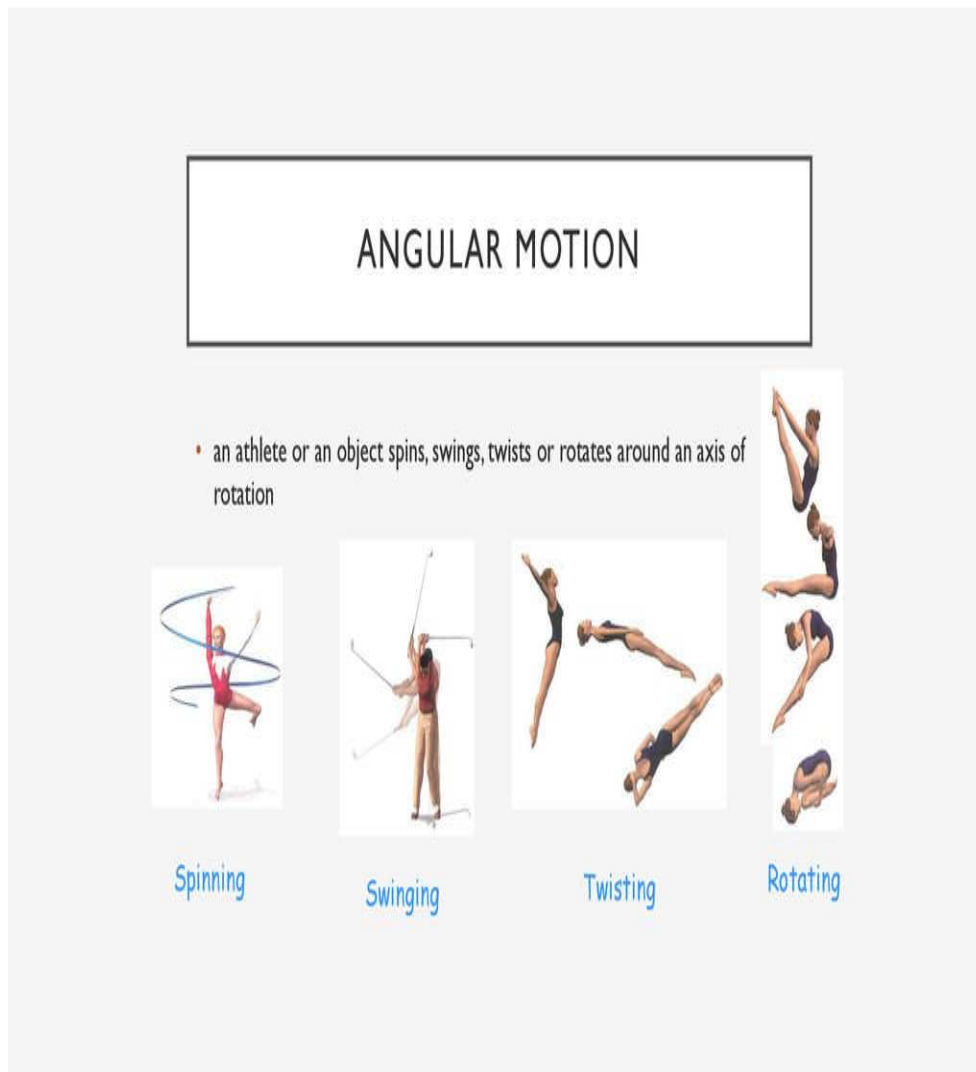 ANGULAR MOTION
• an athlete or an object spins, swings, twists or rotates around an axis of
rotation
Spinning
Swinging
Twisting
Rotating